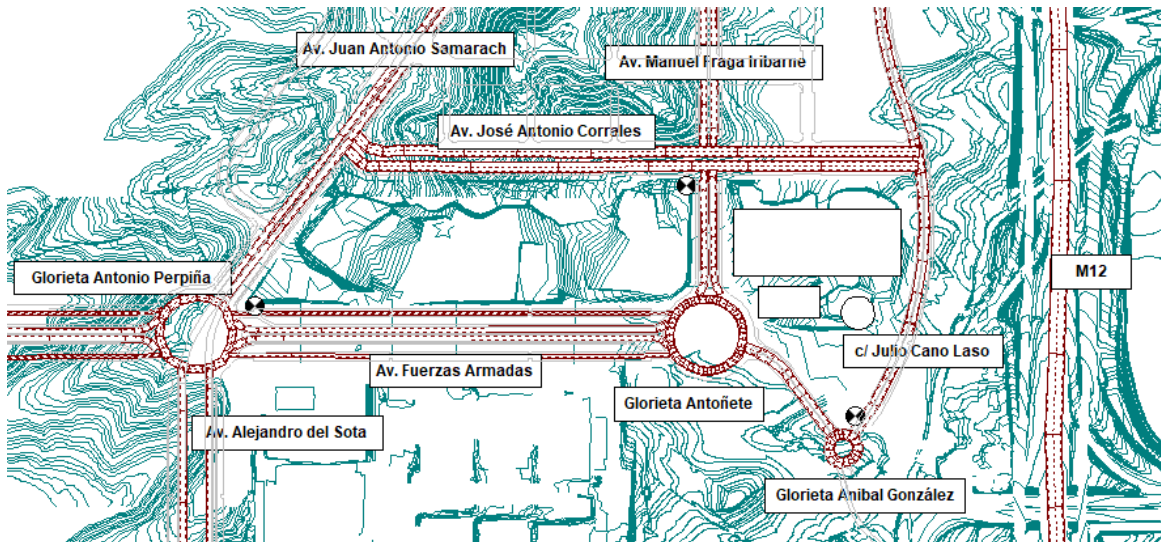 Av. Juan Antonio Samarach
Av. Manuel Fraga Iribarne
Av. José Antonio Corrales
Glorieta Antonio Perpiña
M12
c/ Julio Cano Laso
Av. Fuerzas Armadas
Glorieta Antoñete
Av. Alejandro del Sota
Glorieta Anibal González